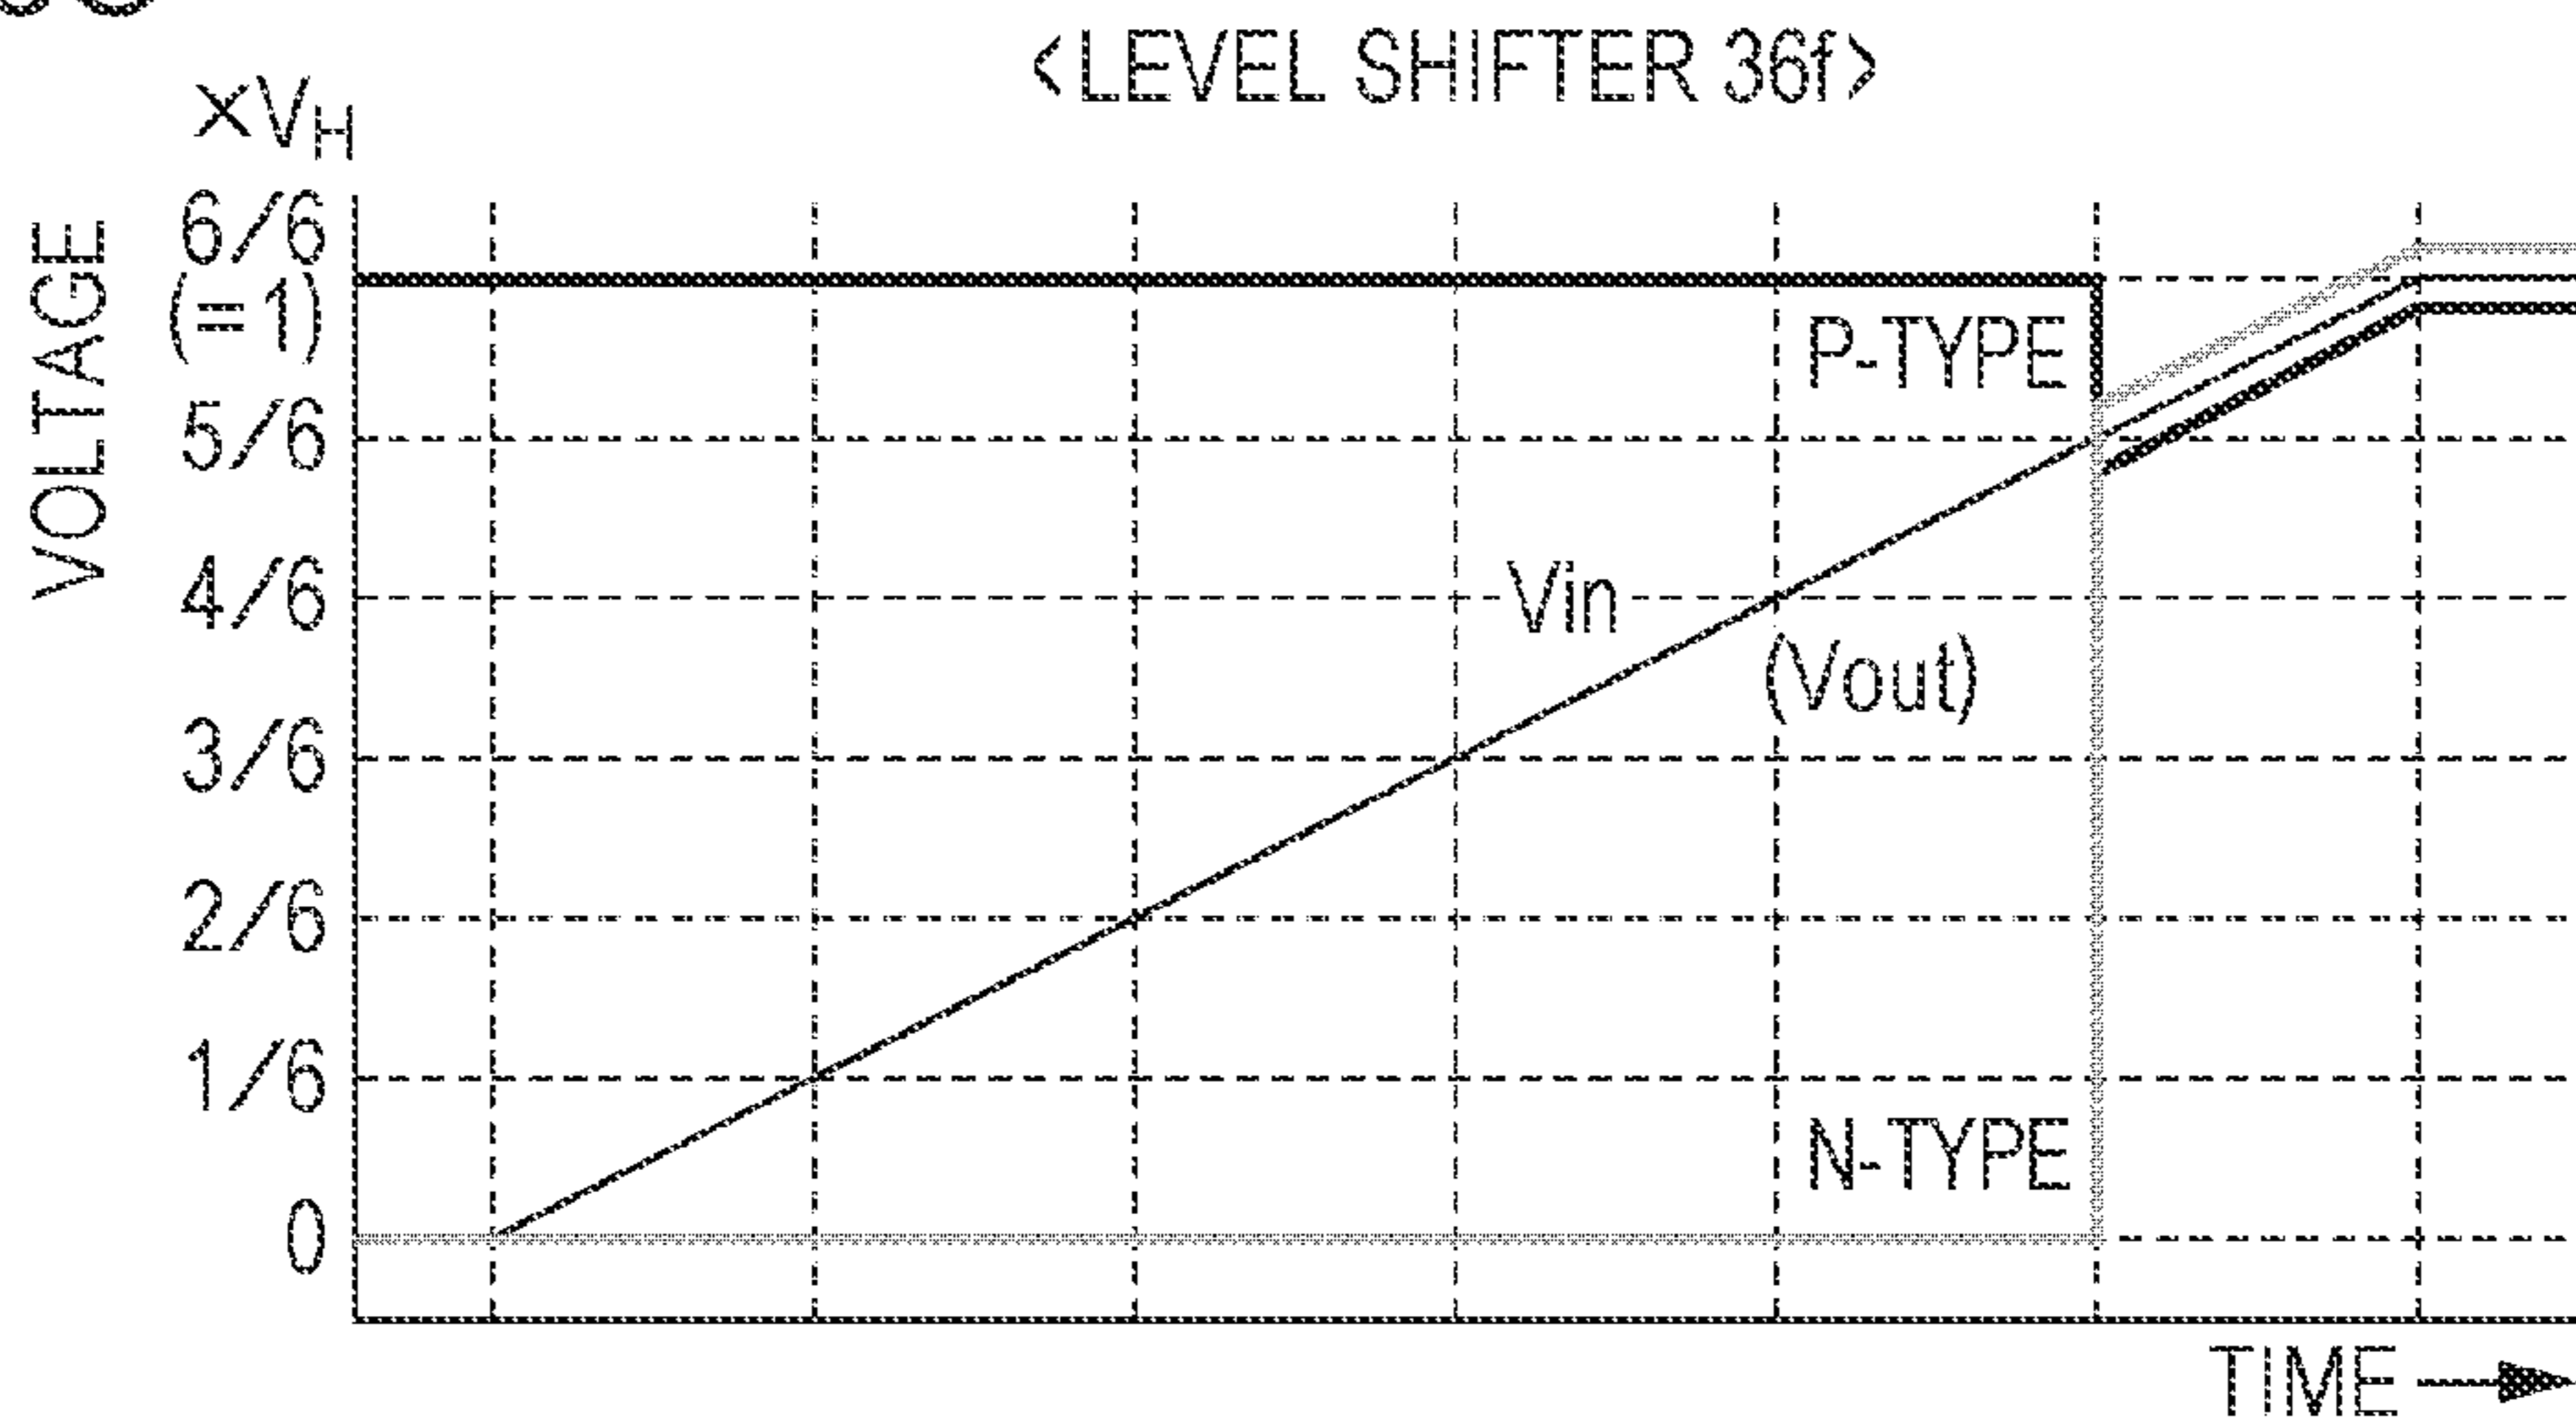 <LEVEL SHIFTER 36f>
×VH
VOLTAGE
6/6
(=1)
5/6
4/6
3/6
2/6
1/6
0
P-TYPE
Vin
(Vout)
N-TYPE
TIME